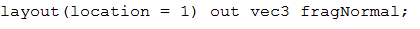 layout(location = 1) out vec3 fragNormal;